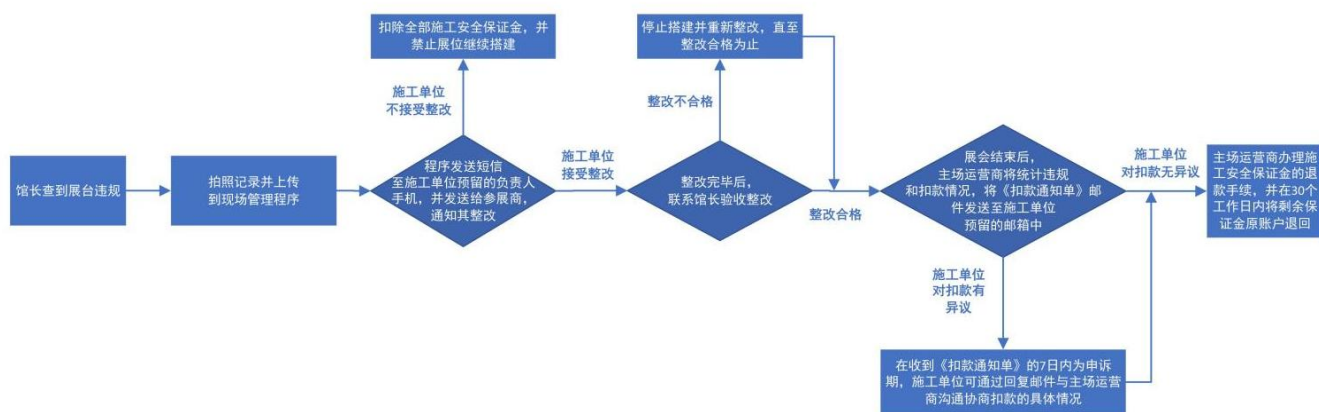 馆长查到展台违规
拍照记录并上传
到现场管理程序
扣除全部施工安全保证金，并
禁止展位继续搭建
施工单位
不接受整改
程序发送短信
至施工单位预留的负责人
手机，并发送给参展商，
通知其整改
施工单位
接受整改
停止搭建并重新整改，直至
整改合格为止
整改不合格
整改完毕后，
联系馆长验收整改
整改合格
展会结束后，
主场运营商将统计违规
和扣款情况，将《扣款通知单》邮
件发送至施工单位
预留的邮箱中
施工单位
对扣款无异议
主场运营商办理施
工安全保证金的退
款手续，并在30个
工作日内将剩余保
证金原账户退回
施工单位
对扣款有
异议
在收到《扣款通知单》的7日内为申诉
期，施工单位可通过回复邮件与主场运营
商沟通协商扣款的具体情况